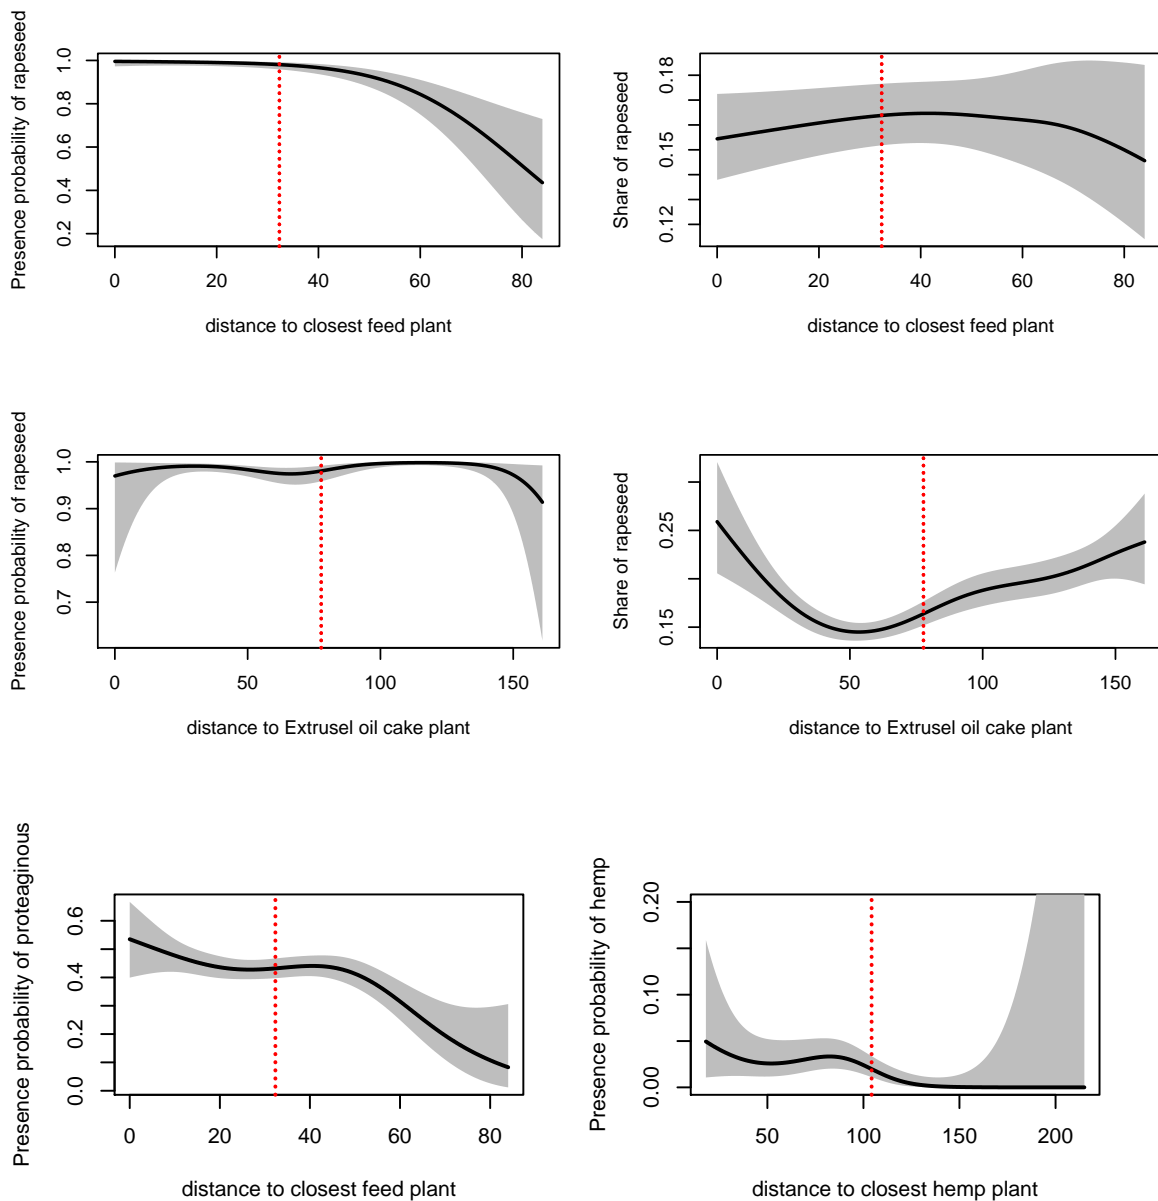 Presence probability of rapeseed
0.2 0.4 0.6 0.8 1.0
0 20 40 60 80
distance to closest feed plant
Share of rapeseed
0.12 0.15 0.18
0 20 40 60 80
distance to closest feed plant
Presence probability of rapeseed
0.7 0.8 0.9 1.0
0 50 100 150
distance to Extrusel oil cake plant
Share of rapeseed
0.15 0.25
0 50 100 150
distance to Extrusel oil cake plant
Presence probability of proteaginous
0.0 0.2 0.4 0.6
0 20 40 60 80
distance to closest feed plant
Presence probability of hemp
0.00 0.10 0.20
50 100 150 200
distance to closest hemp plant